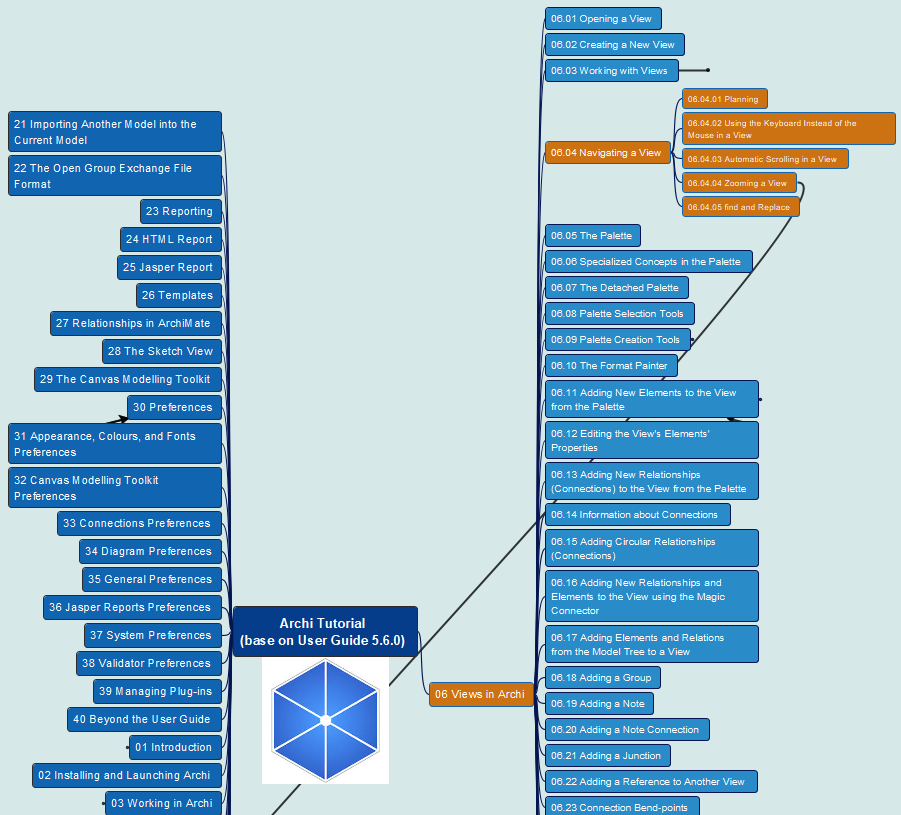 21 Importing Another Model into the
Current Model
22 The Open Group Exchange File
Format
23 Reporting
24 HTML Report
25 Jasper Report
26 Templates
27 Relationships in ArchiMate
28 The Sketch View
29 The Canvas Modelling Toolkit
30 Preferences
31 Appearance, Colours, and Fonts
Preferences
32 Canvas Modelling Toolkit
Preferences
33 Connections Preferences
34 Diagram Preferences
35 General Preferences
36 Jasper Reports Preferences
37 System Preferences
38 Validator Preferences
39 Managing Plug-ins
40 Beyond the User Guide
01 Introduction
02 Installing and Launching Archi
03 Working in Archi
Archi Tutorial
(base on User Guide 5.6.0)
06 Views in Archi
06.01 Opening a View
06.02 Creating a New View
06.03 Working with Views
06.04 Navigating a View
06.04.01 Planning
06.04.02 Using the Keyboard Instead of the
Mouse in a View
06.04.03 Automatic Scrolling in a View
06.04.04 Zooming a View
06.04.05 find and Replace
06.05 The Palette
06.06 Specialized Concepts in the Palette
06.07 The Detached Palette
06.08 Palette Selection Tools
06.09 Palette Creation Tools
06.10 The Format Painter
06.11 Adding New Elements to the View
from the Palette
06.12 Editing the View's Elements'
Properties
06.13 Adding New Relationships
(Connections) to the View from the Palette
06.14 Information about Connections
06.15 Adding Circular Relationships
(Connections)
06.16 Adding New Relationships and
Elements to the View using the Magic
Connector
06.17 Adding Elements and Relations
from the Model Tree to a View
06.18 Adding a Group
06.19 Adding a Note
06.20 Adding a Note Connection
06.21 Adding a Junction
06.22 Adding a Reference to Another View
06.23 Connection Bend-points